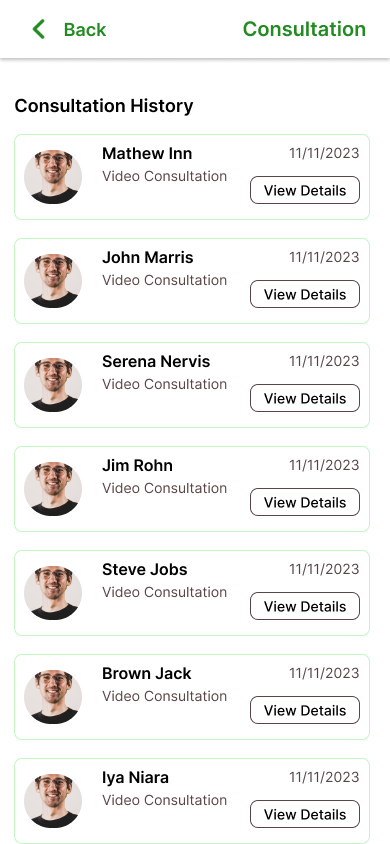 Back
Consultation
Consultation History
Mathew Inn
11/11/2023
Video Consultation
View Details
John Marris
11/11/2023
Video Consultation
View Details
Serena Nervis
11/11/2023
Video Consultation
View Details
Jim Rohn
11/11/2023
Video Consultation
View Details
Steve Jobs
11/11/2023
Video Consultation
View Details
Brown Jack
11/11/2023
Video Consultation
View Details
Iya Niara
11/11/2023
Video Consultation
View Details